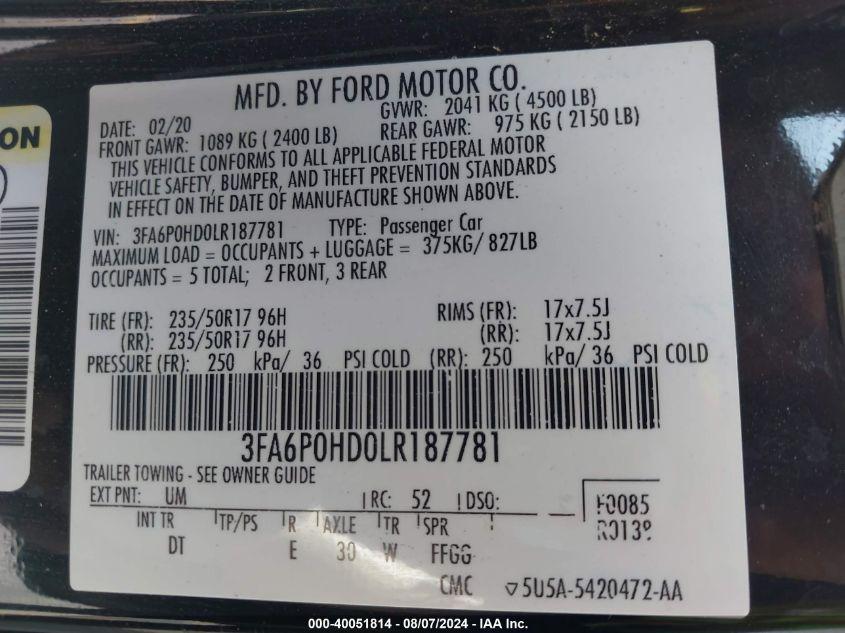 MFD. BY FORD MOTOR CO.
DATE: 02/20 GVWR: 2041 KG ( 4500 LB)
FRONT GAWR: 1089 KG ( 2400 LB) REAR GAWR: 975 KG ( 2150 LB)
THIS VEHICLE CONFORMS TO ALL APPLICABLE FEDERAL MOTOR
VEHICLE SAFETY, BUMPER, AND THEFT PREVENTION STANDARDS
IN EFFECT ON THE DATE OF MANUFACTURE SHOWN ABOVE.
VIN: 3FA6P0HD0LR187781 TYPE: Passenger Car
MAXIMUM LOAD = OCCUPANTS + LUGGAGE = 375KG/ 827LB
OCCUPANTS = 5 TOTAL; 2 FRONT, 3 REAR
TIRE (FR): 235/50R17 96H RIMS (FR): 17x7.5J
(RR): 235/50R17 96H (RR): 17x7.5J
PRESSURE (FR): 250 kPa/ 36 PSI COLD (RR): 250 kPa/ 36 PSI COLD
3FA6P0HD0LR187781
TRAILER TOWING - SEE OWNER GUIDE
EXT PNT: UM RC: 52 DSO: F0085
INT TR TP/PS R AXLE TR SPR R0139
DT E 30 W FFGG
CMC 5U5A-5420472-AA
ON
000-40051814 - 08/07/2024 - IAA Inc.